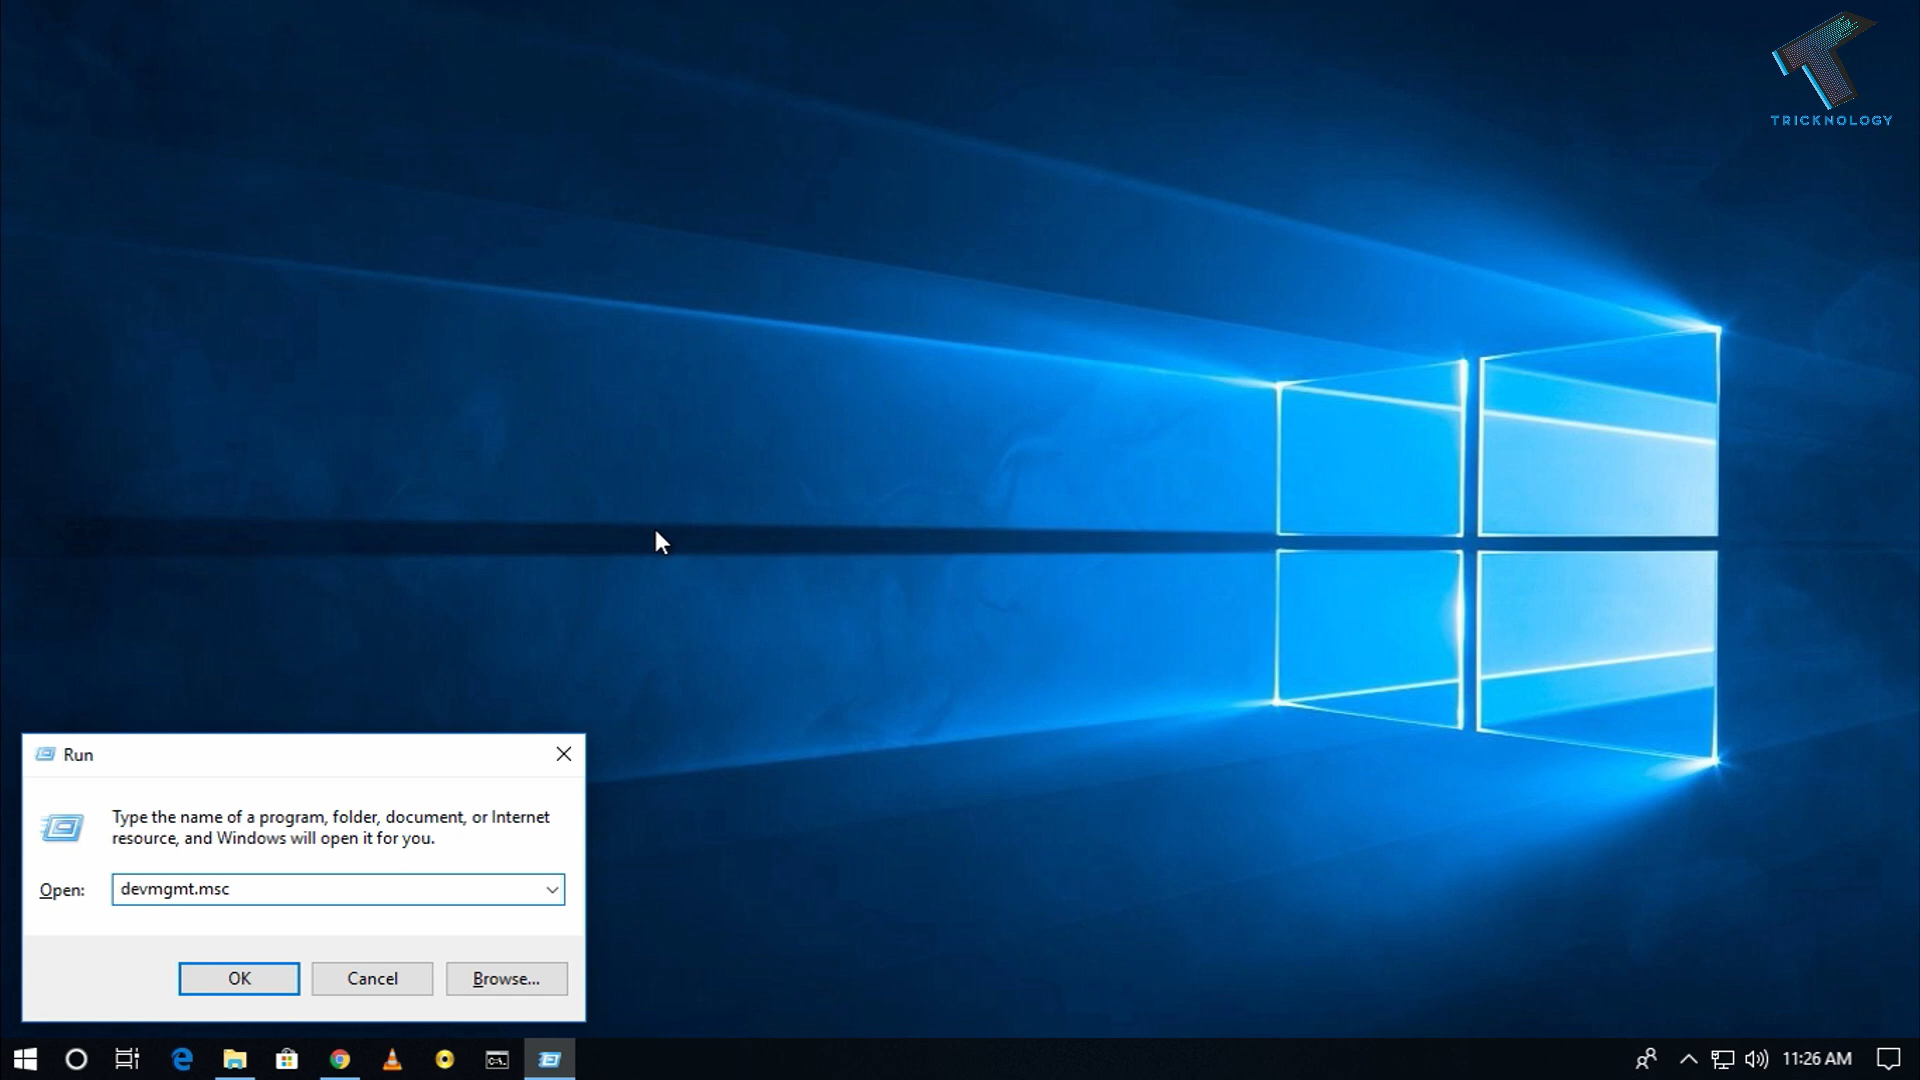 TRICKNOLOGY
Run
Type the name of a program, folder, document, or Internet
resource, and Windows will open it for you.
Open:
devmgmt.msc
OK
Cancel
Browse...
C:\.
11:26 AM